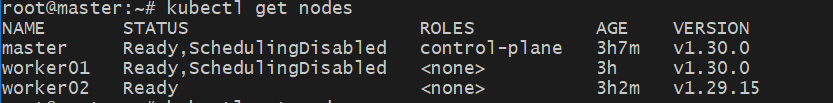 root@master:~# kubectl get nodes
NAME STATUS ROLES AGE VERSION
master Ready,SchedulingDisabled control-plane 3h7m v1.30.0
worker01 Ready,SchedulingDisabled <none> 3h v1.30.0
worker02 Ready <none> 3h2m v1.29.15